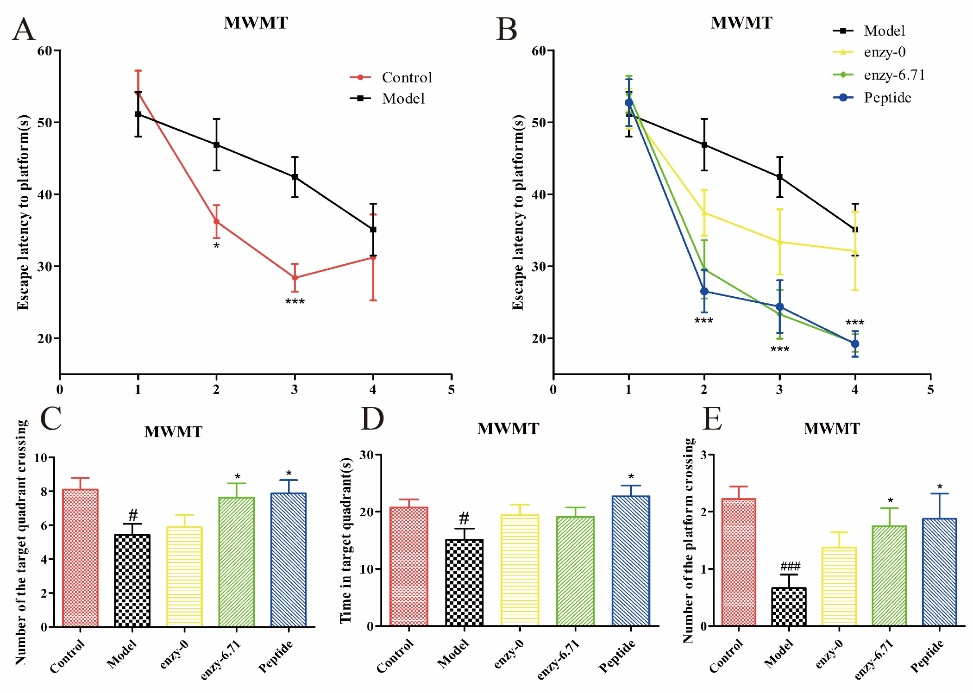 A
MWMT
Escape latency to platform(s)
60
50
40
30
20
0
1
2
3
4
5
Control
Model
*
***
B
MWMT
Escape latency to platform(s)
60
50
40
30
20
0
1
2
3
4
5
Model
enzy-0
enzy-6.71
Peptide
***
***
***
C
MWMT
Number of the target quadrant crossing
10
8
6
4
2
0
#
*
*
Control
Model
enzy-0
enzy-6.71
Peptide
D
MWMT
Time in target quadrant(s)
30
20
10
0
#
*
Control
Model
enzy-0
enzy-6.71
Peptide
E
MWMT
Number of the platform crossing
3
2
1
0
###
*
*
Control
Model
enzy-0
enzy-6.71
Peptide